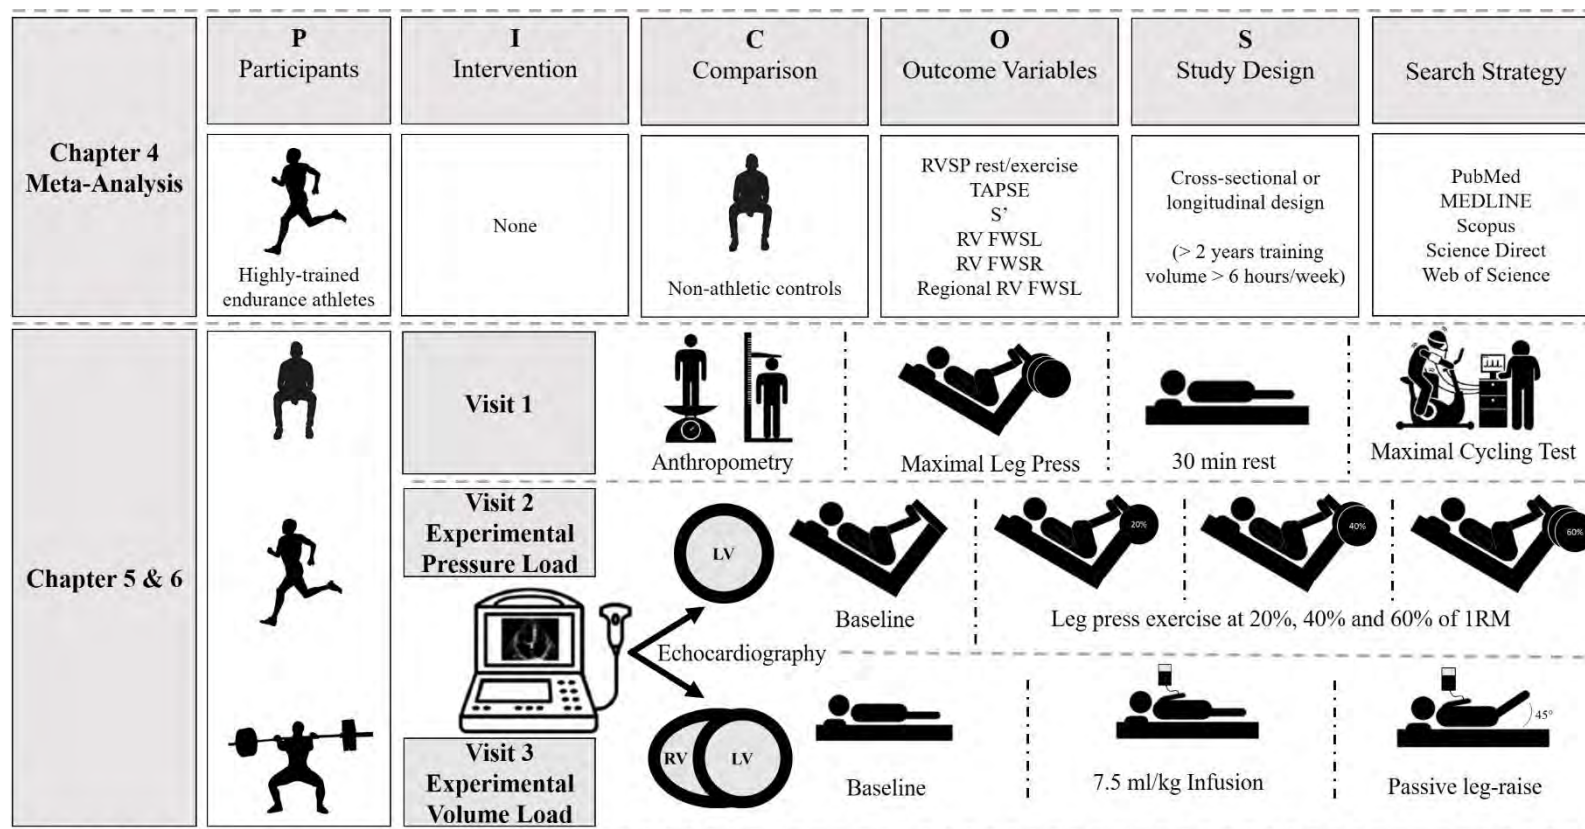 P
Participants
I
Intervention
C
Comparison
O
Outcome Variables
S
Study Design
Search Strategy
Chapter 4
Meta-Analysis
Highly-trained
endurance athletes
None
Non-athletic controls
RVSP rest/exercise
TAPSE
S’
RV FWSL
RV FWSR
Regional RV FWSL
Cross-sectional or
longitudinal design
(> 2 years training
volume > 6 hours/week)
PubMed
MEDLINE
Scopus
Science Direct
Web of Science
Chapter 5 & 6
Visit 1
Anthropometry
Maximal Leg Press
30 min rest
Maximal Cycling Test
Visit 2
Experimental
Pressure Load
LV
Baseline
20%
40%
60%
Leg press exercise at 20%, 40% and 60% of 1RM
Echocardiography
Visit 3
Experimental
Volume Load
RV
LV
Baseline
7.5 ml/kg Infusion
45°
Passive leg-raise